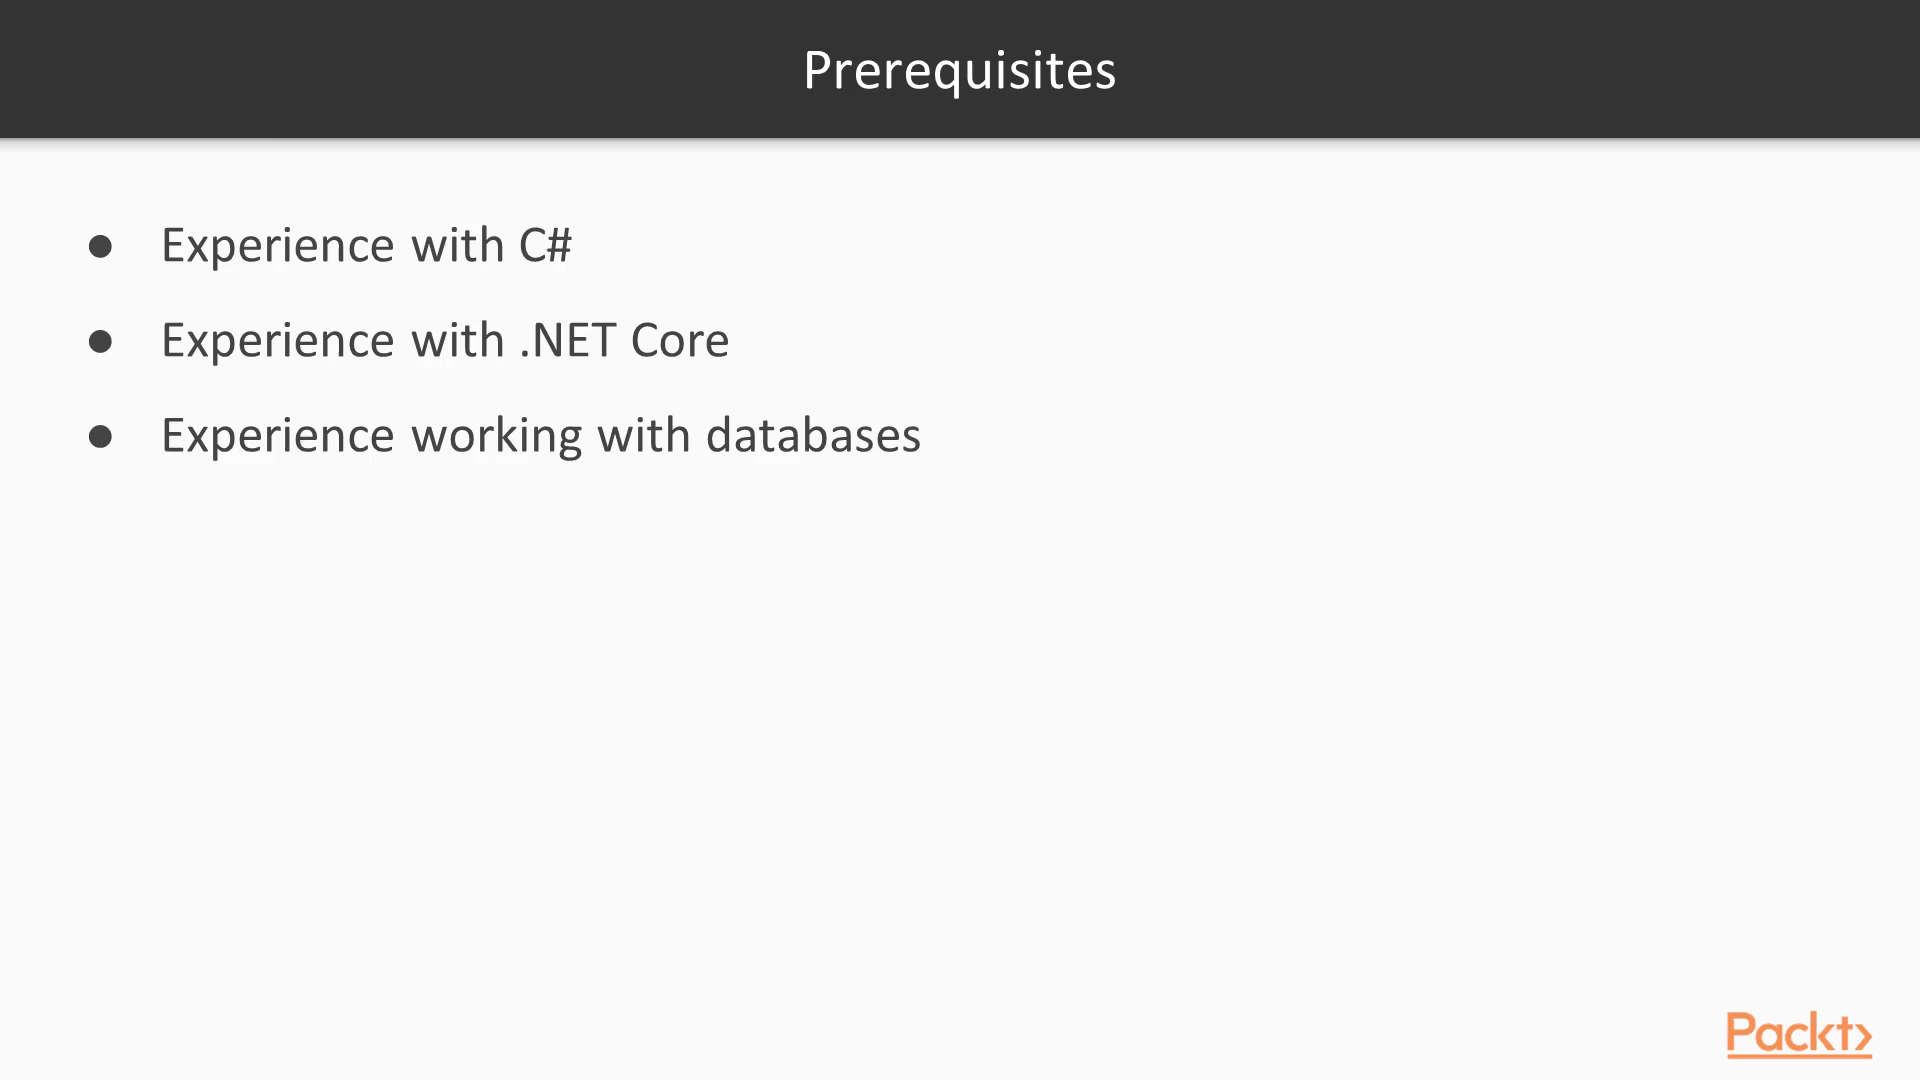 Prerequisites
● Experience with C#
● Experience with .NET Core
● Experience working with databases
Packt>